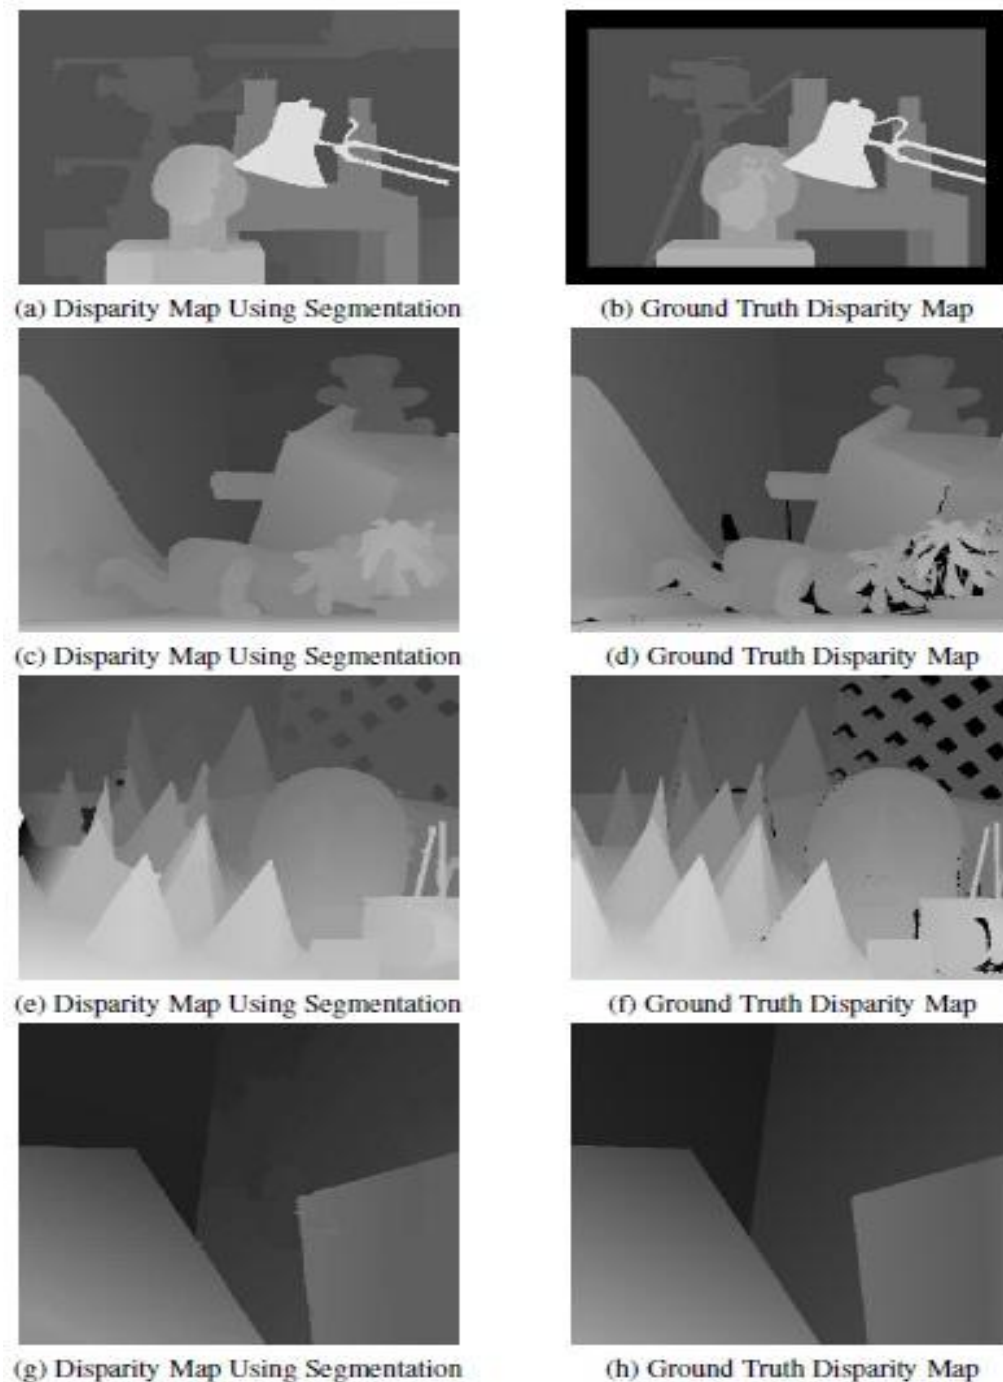 (a) Disparity Map Using Segmentation
(b) Ground Truth Disparity Map
(c) Disparity Map Using Segmentation
(d) Ground Truth Disparity Map
(e) Disparity Map Using Segmentation
(f) Ground Truth Disparity Map
(g) Disparity Map Using Segmentation
(h) Ground Truth Disparity Map